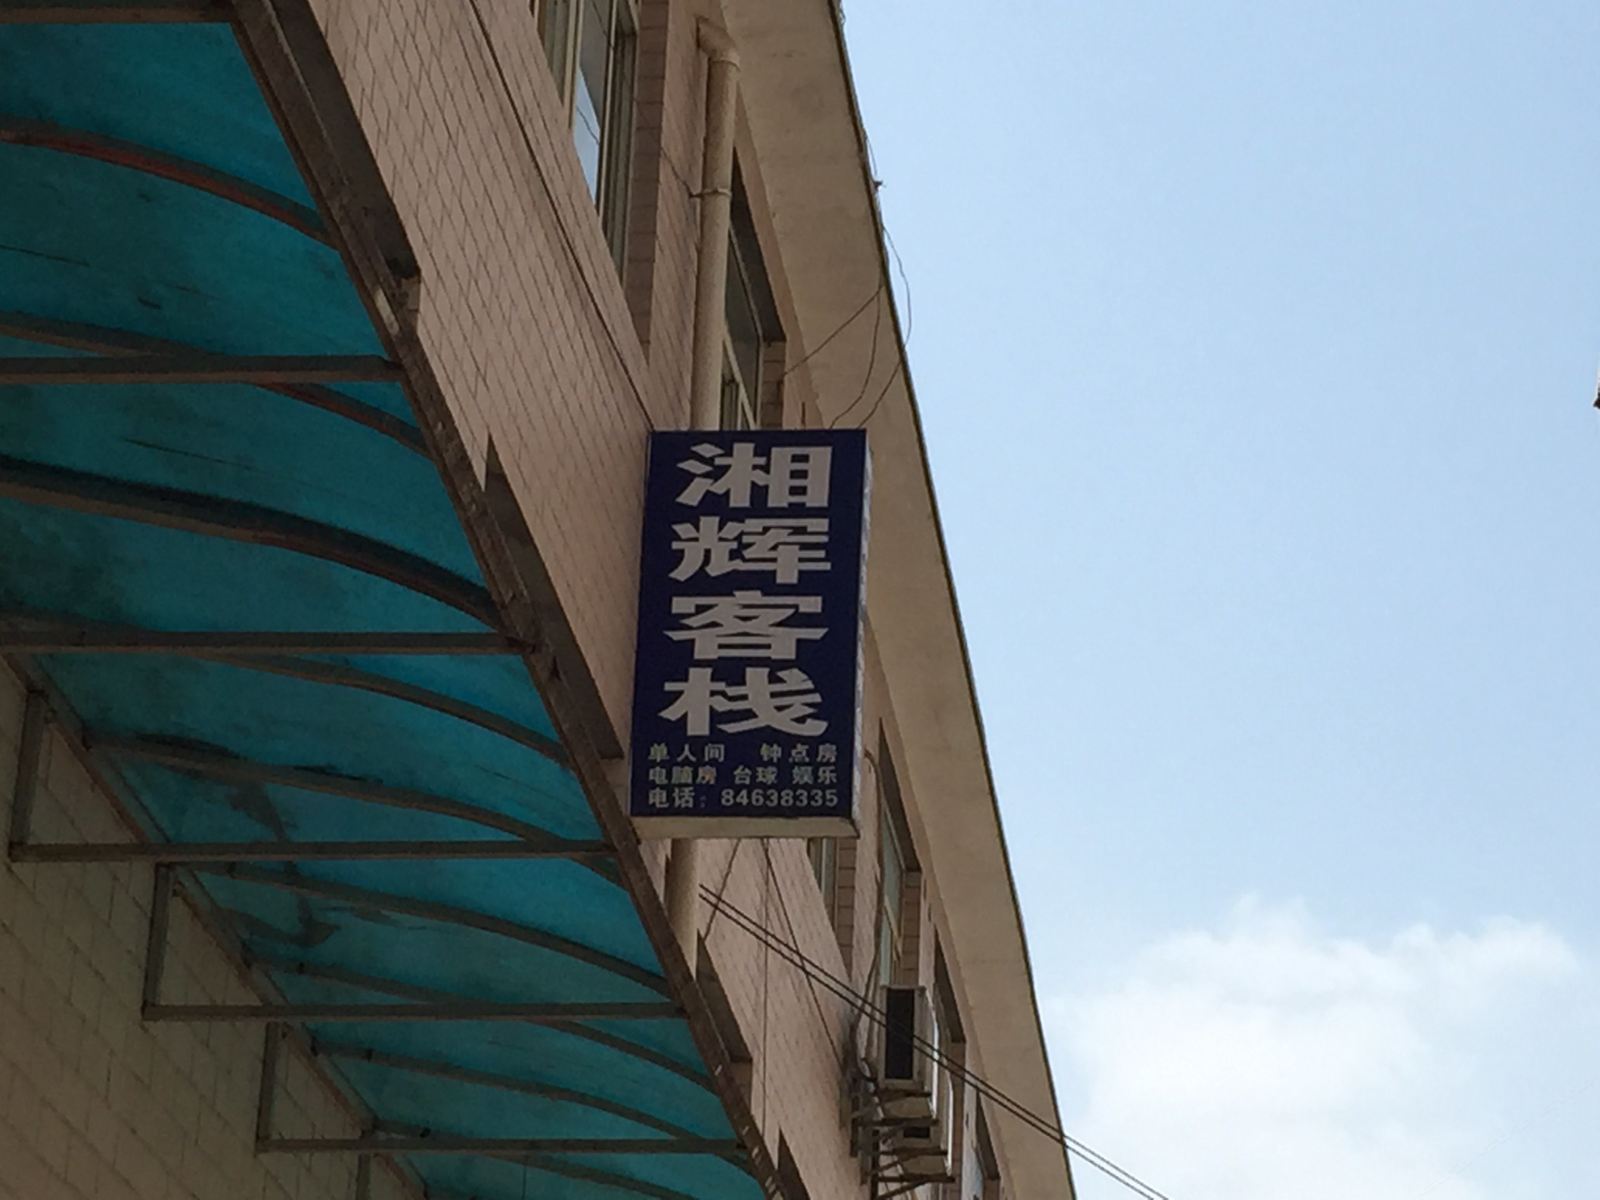 湘辉客栈
单人间 钟点房
电脑房 台球 娱乐
电话：84638335